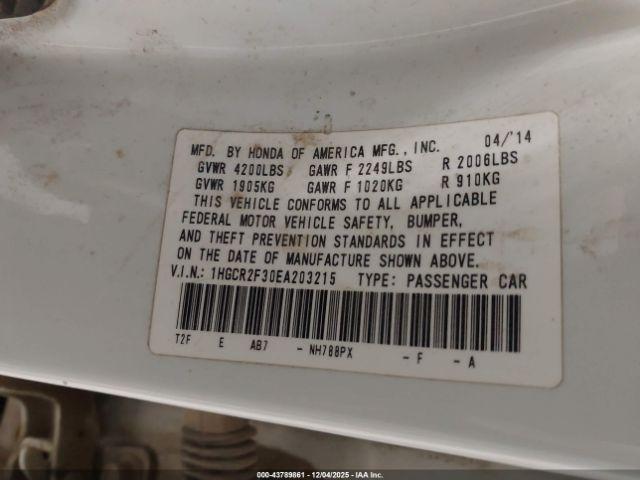 MFD. BY HONDA OF AMERICA MFG., INC. 04/'14
GVWR 4200LBS GAWR F 2249LBS R 2006LBS
GVWR 1905KG GAWR F 1020KG R 910KG
THIS VEHICLE CONFORMS TO ALL APPLICABLE
FEDERAL MOTOR VEHICLE SAFETY, BUMPER,
AND THEFT PREVENTION STANDARDS IN EFFECT
ON THE DATE OF MANUFACTURE SHOWN ABOVE.
V.I.N.: 1HGCR2F30EA203215 TYPE: PASSENGER CAR
T2F E AB7 - NH788PX - F - A
000-43789861 - 12/04/2025 - IAA Inc.